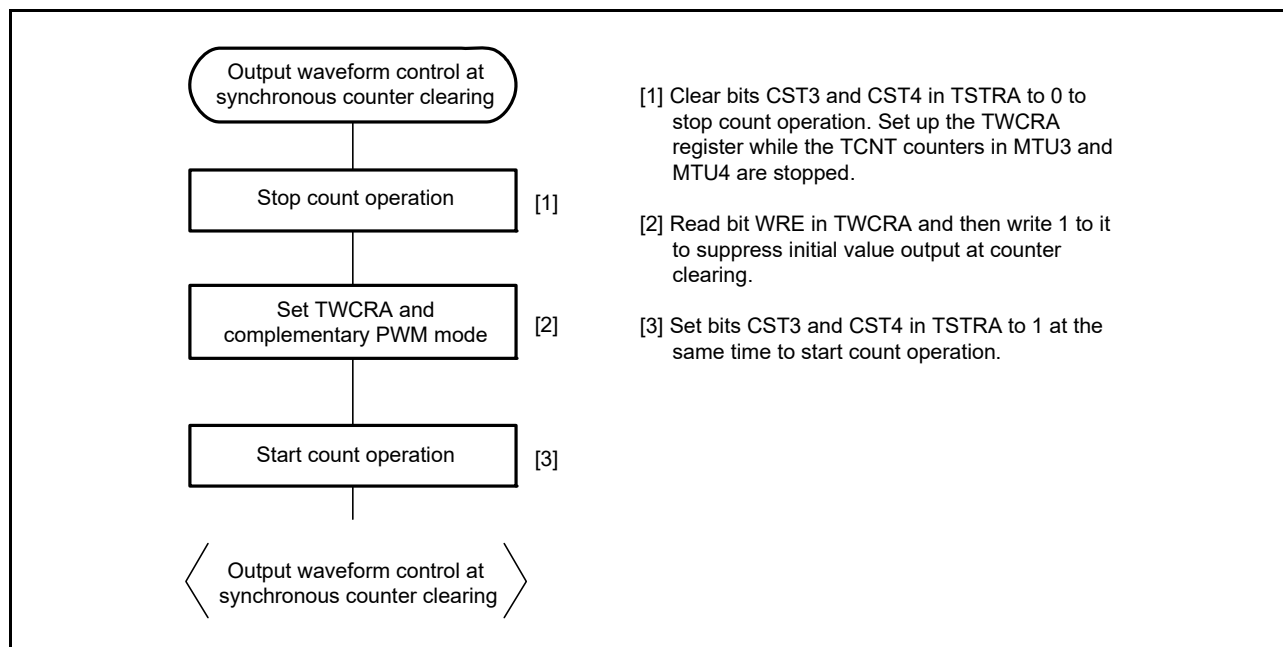 Output waveform control at
synchronous counter clearing
Stop count operation
[1]
Set TWCRA and
complementary PWM mode
[2]
Start count operation
[3]
Output waveform control at
synchronous counter clearing
[1] Clear bits CST3 and CST4 in TSTRA to 0 to
stop count operation. Set up the TWCRA
register while the TCNT counters in MTU3 and
MTU4 are stopped.
[2] Read bit WRE in TWCRA and then write 1 to it
to suppress initial value output at counter
clearing.
[3] Set bits CST3 and CST4 in TSTRA to 1 at the
same time to start count operation.